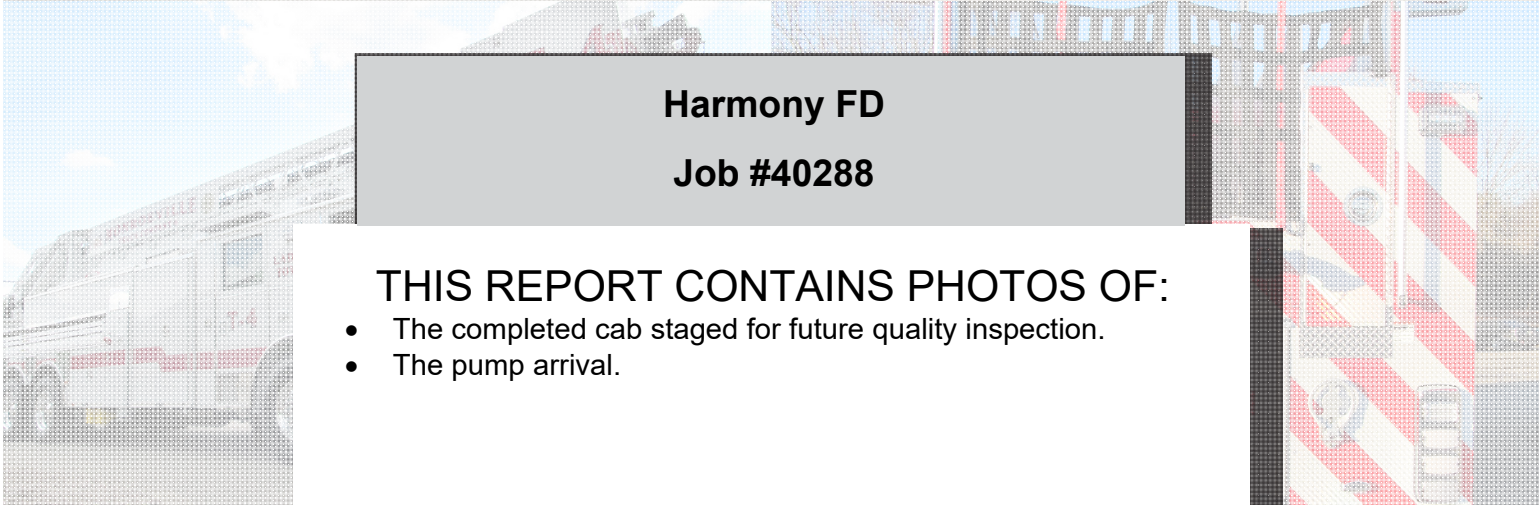 Harmony FD
Job #40288
THIS REPORT CONTAINS PHOTOS OF:
• The completed cab staged for future quality inspection.
• The pump arrival.
T-4